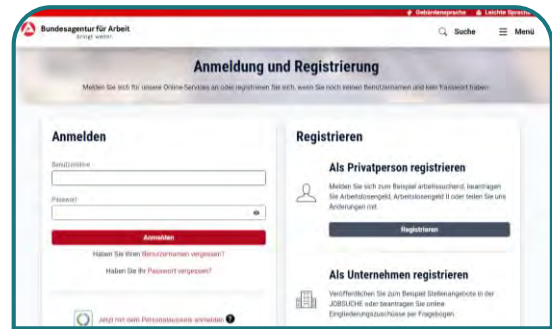 Gebärdensprache Leichte Sprache
Bundesagentur für Arbeit
bringt weiter.
Suche Menü
Anmeldung und Registrierung
Melden Sie sich für unsere Online-Services an oder registrieren Sie sich, wenn Sie noch keinen Benutzernamen und kein Passwort haben.
Anmelden
Benutzername
Passwort
Anmelden
Haben Sie Ihren Benutzernamen vergessen?
Haben Sie Ihr Passwort vergessen?
Jetzt mit dem Personalausweis anmelden ?
Registrieren
Als Privatperson registrieren
Melden Sie sich zum Beispiel arbeitssuchend, beantragen
Sie Arbeitslosengeld, Arbeitslosengeld II oder teilen Sie uns
Änderungen mit.
Registrieren
Als Unternehmen registrieren
Veröffentlichen Sie zum Beispiel Stellenangebote in der
JOBSUCHE oder beantragen Sie online
Eingliederungszuschüsse per Fragebogen.